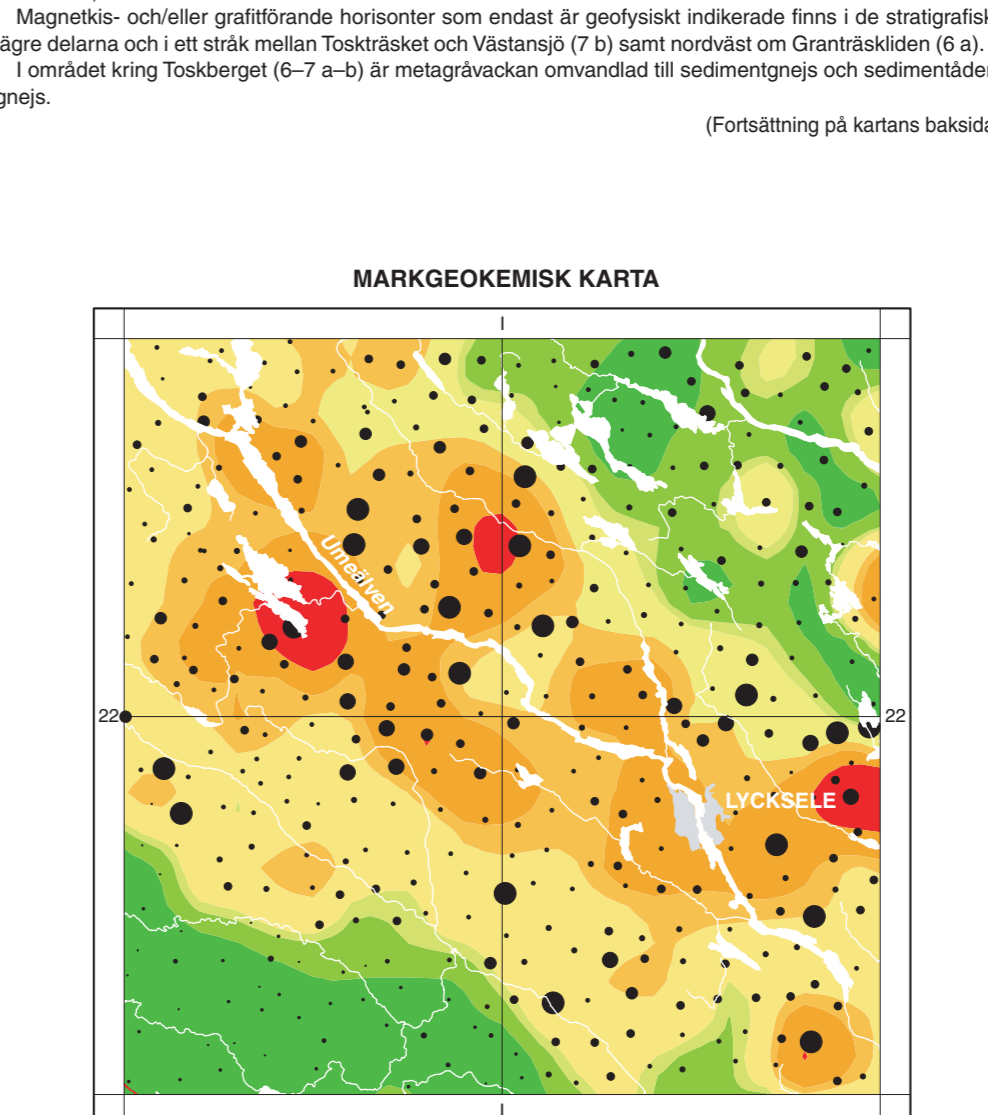 Magnetkis- och/eller grafitförande horisonter som endast är geofysiskt indikerade finns i de stratigrafisk
ägre delarna och i ett stråk mellan Toskträsket och Västansjö (7 b) samt nordväst om Granträskliden (6 a).
I området kring Toskberget (6–7 a–b) är metagråvackan omvandlad till sedimentgnejs och sedimentåder
gnejs.
(Fortsättning på kartans baksida
MARKGEOKEMISK KARTA
I
Umeälven
22
22
LYCKSELE
I